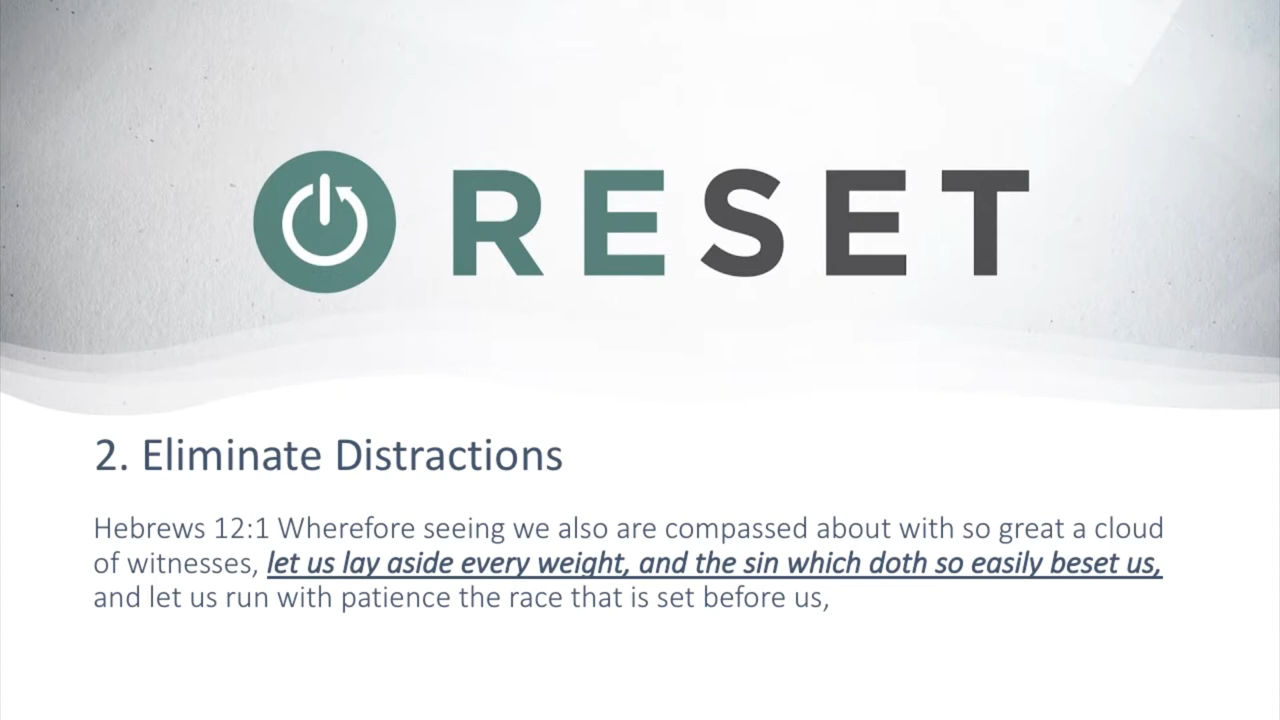 RESET
2. Eliminate Distractions
Hebrews 12:1 Wherefore seeing we also are compassed about with so great a cloud
of witnesses, let us lay aside every weight, and the sin which doth so easily beset us,
and let us run with patience the race that is set before us,